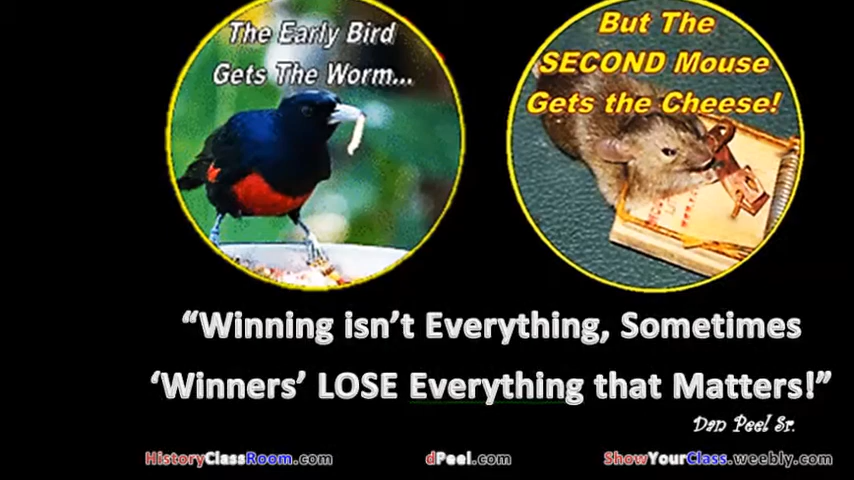 The Early Bird
Gets The Worm...
But The
SECOND Mouse
Gets the Cheese!
“Winning isn’t Everything, Sometimes
‘Winners’ LOSE Everything that Matters!”
Dan Peel Sr.
HistoryClassRoom.com dPeel.com ShowYourClass.weebly.com